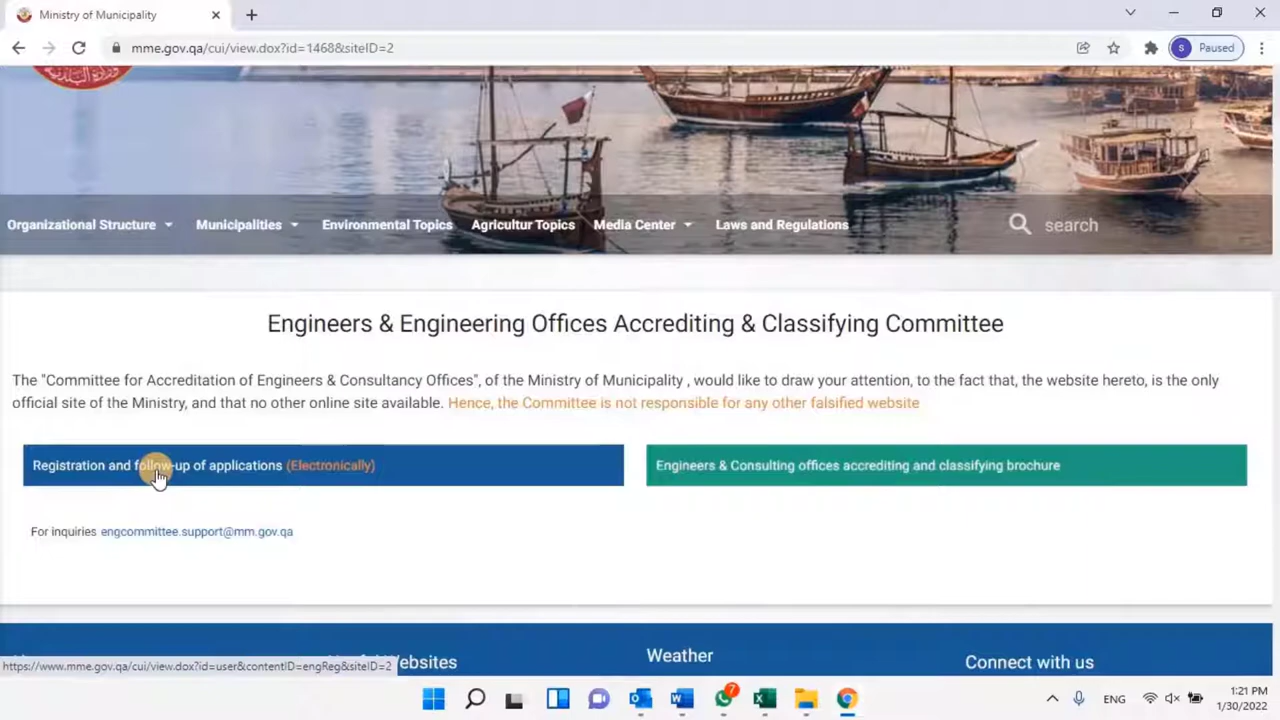 Ministry of Municipality
mme.gov.qa/cui/view.dox?id=1468&siteID=2
S Paused
وزارة البلدية
Organizational Structure
Municipalities
Environmental Topics
Agricultur Topics
Media Center
Laws and Regulations
search
Engineers & Engineering Offices Accrediting & Classifying Committee
The "Committee for Accreditation of Engineers & Consultancy Offices", of the Ministry of Municipality , would like to draw your attention, to the fact that, the website hereto, is the only
official site of the Ministry, and that no other online site available. Hence, the Committee is not responsible for any other falsified website
Registration and follow-up of applications (Electronically)
Engineers & Consulting offices accrediting and classifying brochure
For inquiries engcommittee.support@mm.gov.qa
Websites
Weather
Connect with us
https://www.mme.gov.qa/cui/view.dox?id=user&contentID=engReg&siteID=2
7
ENG
1:21 PM
1/30/2022